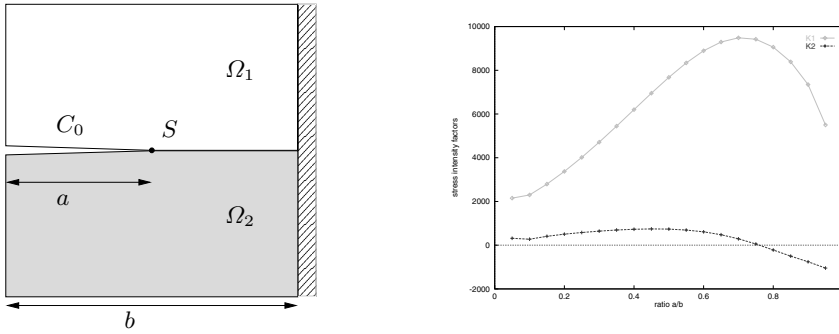 Ω₁
C₀
S
a
Ω₂
b
10000
8000
6000
4000
2000
0
-2000
stress intensity factors
K1
K2
0 0.2 0.4 0.6 0.8
ratio a/b